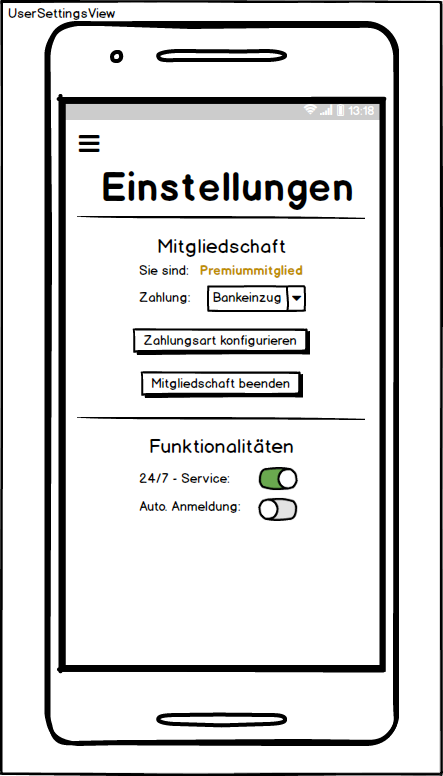 UserSettingsView
13:18
Einstellungen
Mitgliedschaft
Sie sind: Premiummitglied
Zahlung: Bankeinzug
Zahlungsart konfigurieren
Mitgliedschaft beenden
Funktionalitäten
24/7 - Service:
Auto. Anmeldung: